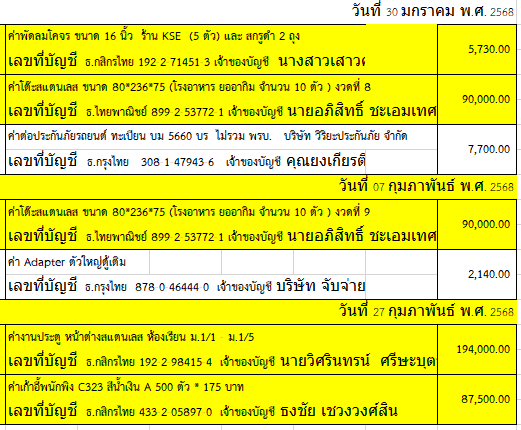 วันที่ 30 มกราคม พ.ศ. 2568
ค่าพัดลมโคจร ขนาด 16 นิ้ว ร้าน KSE (5 ตัว) และ สกรูดำ 2 ถุง
5,730.00
เลขที่บัญชี ธ.กสิกรไทย 192-2-71451-3 เจ้าของบัญชี นางสาวเสาว
ค่าโต๊ะสแตนเลส ขนาด 80*236*75 (โรงอาหาร ยออากิม จำนวน 10 ตัว ) งวดที่ 8
90,000.00
เลขที่บัญชี ธ.ไทยพาณิชย์ 899-2-53772-1 เจ้าของบัญชี นายอภิสิทธิ์ ชะเอมเทศ
ค่าต่อประกันภัยรถยนต์ ทะเบียน บม 5660 บร ไม่รวม พรบ. บริษัท วิริยะประกันภัย จำกัด
7,700.00
เลขที่บัญชี ธ.กรุงไทย 308-1-47943-6 เจ้าของบัญชี คุณยงเกียรติ
วันที่ 07 กุมภาพันธ์ พ.ศ. 2568
ค่าโต๊ะสแตนเลส ขนาด 80*236*75 (โรงอาหาร ยออากิม จำนวน 10 ตัว ) งวดที่ 9
90,000.00
เลขที่บัญชี ธ.ไทยพาณิชย์ 899-2-53772-1 เจ้าของบัญชี นายอภิสิทธิ์ ชะเอมเทศ
ค่า Adapter ตัวใหญ่ตู้เดิม
2,140.00
เลขที่บัญชี ธ.กรุงไทย 878-0-46444-0 เจ้าของบัญชี บริษัท จับจ่าย
วันที่ 27 กุมภาพันธ์ พ.ศ. 2568
ค่างานประตู หน้าต่างสแตนเลส ห้องเรียน ม.1/1 - ม.1/5
194,000.00
เลขที่บัญชี ธ.กสิกรไทย 192-2-98415-4 เจ้าของบัญชี นายวิศรินทรน์ ศรีษะบุต
ค่าเก้าอี้พนักพิง C323 สีน้ำเงิน A 500 ตัว * 175 บาท
87,500.00
เลขที่บัญชี ธ.กสิกรไทย 433-2-05897-0 เจ้าของบัญชี ธงชัย เชวงวงศ์สิน